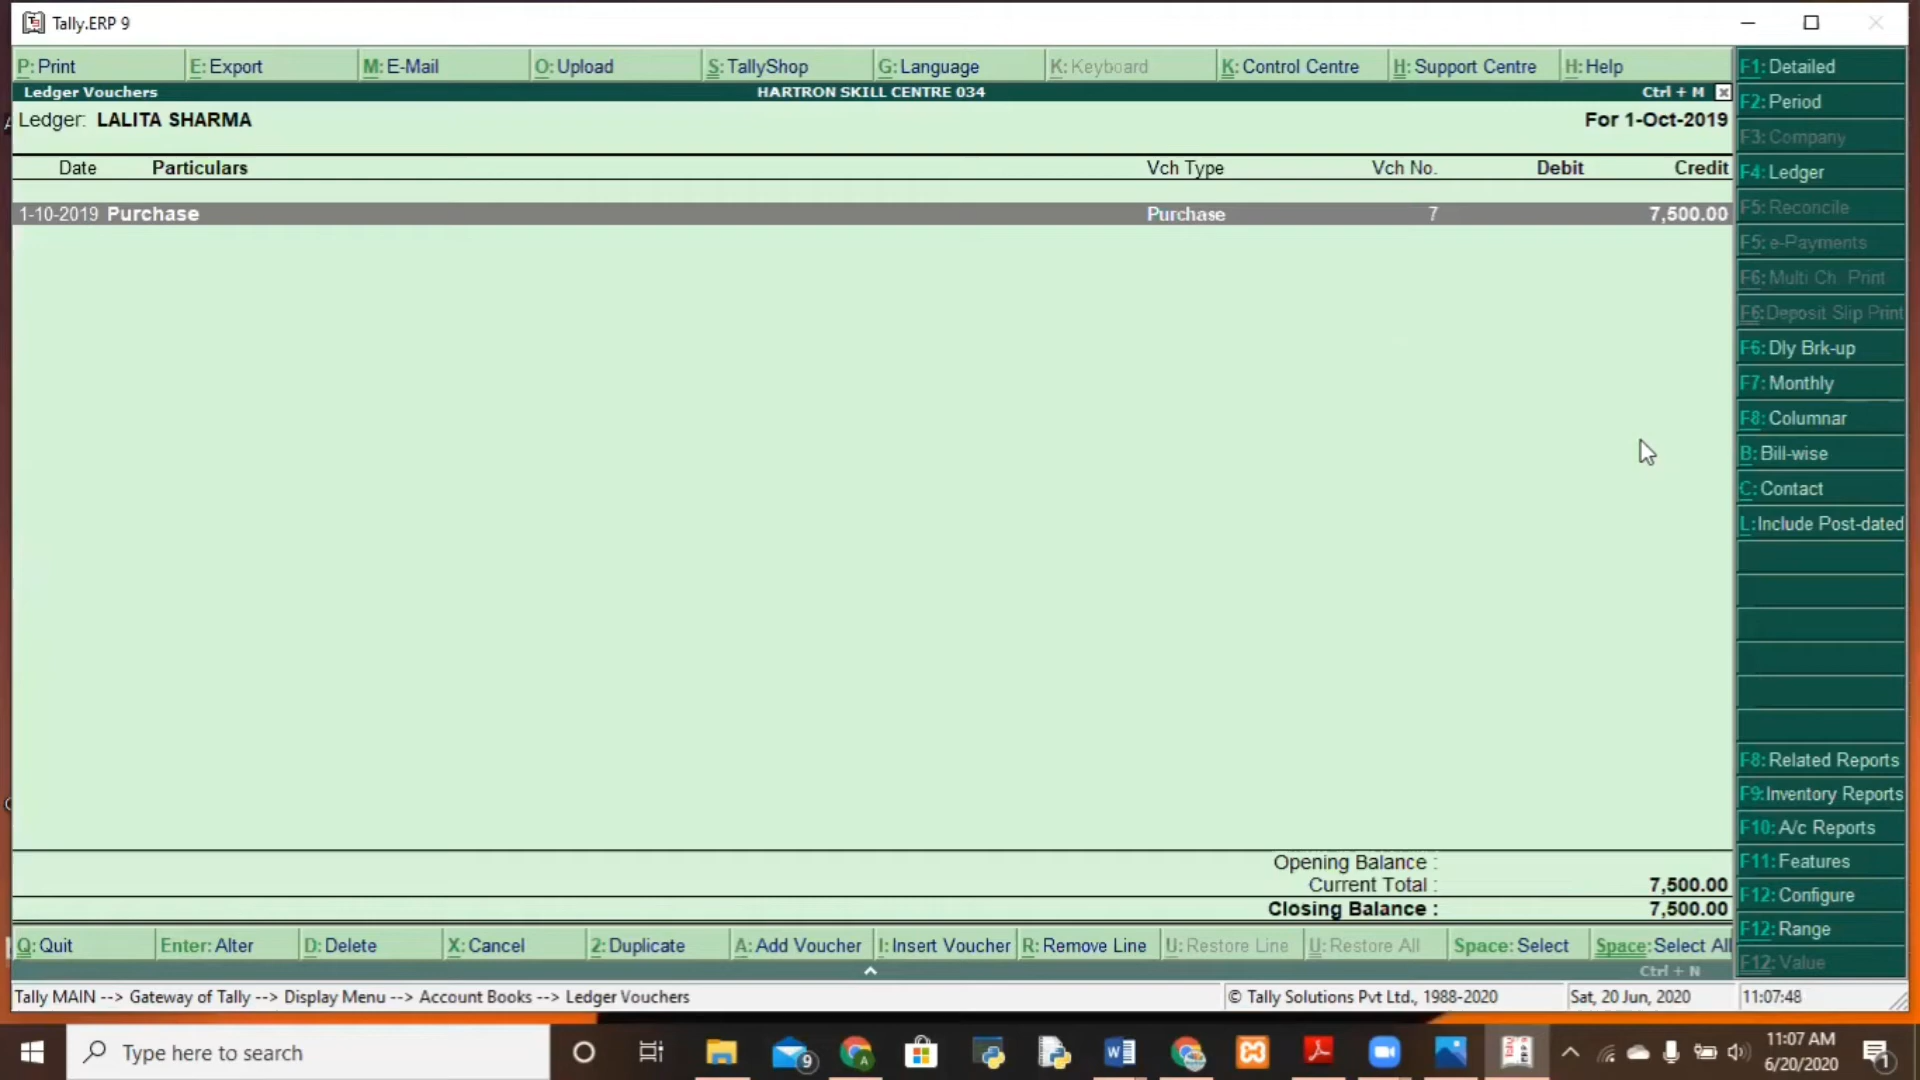 Tally.ERP 9
P: Print E: Export M: E-Mail O: Upload S: TallyShop G: Language K: Keyboard K: Control Centre H: Support Centre H: Help
Ledger Vouchers HARTRON SKILL CENTRE 034 Ctrl + M
Ledger: LALITA SHARMA For 1-Oct-2019
Date Particulars Vch Type Vch No. Debit Credit
1-10-2019 Purchase Purchase 7 7,500.00
Opening Balance :
Current Total : 7,500.00
Closing Balance : 7,500.00
F1: Detailed
F2: Period
F3: Company
F4: Ledger
F5: Reconcile
F5: e-Payments
F6: Multi Ch. Print
F6: Deposit Slip Print
F6: Dly Brk-up
F7: Monthly
F8: Columnar
B: Bill-wise
C: Contact
L: Include Post-dated
F8: Related Reports
F9: Inventory Reports
F10: A/c Reports
F11: Features
F12: Configure
F12: Range
F12: Value
Q: Quit Enter: Alter D: Delete X: Cancel 2: Duplicate A: Add Voucher I: Insert Voucher R: Remove Line U: Restore Line U: Restore All Space: Select Space: Select All
Ctrl + N
Tally MAIN --> Gateway of Tally --> Display Menu --> Account Books --> Ledger Vouchers © Tally Solutions Pvt Ltd., 1988-2020 Sat, 20 Jun, 2020 11:07:48
Type here to search 9 11:07 AM
6/20/2020 1